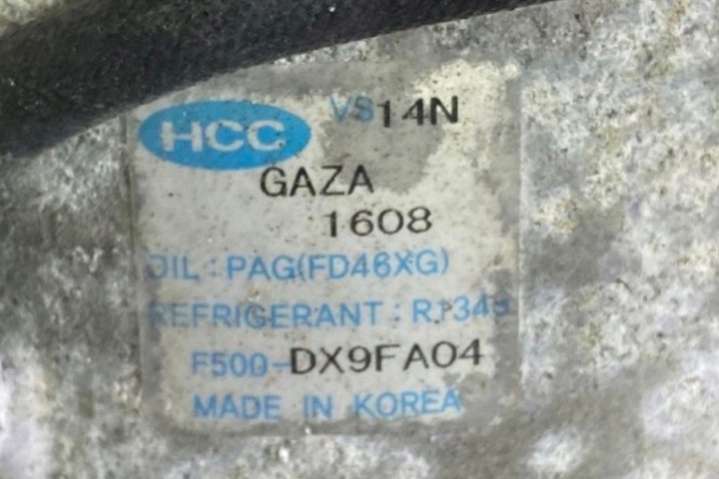 HCC VS14N
GAZA
1608
OIL : PAG(FD46XG)
REFRIGERANT : R134a
F500-DX9FA04
MADE IN KOREA